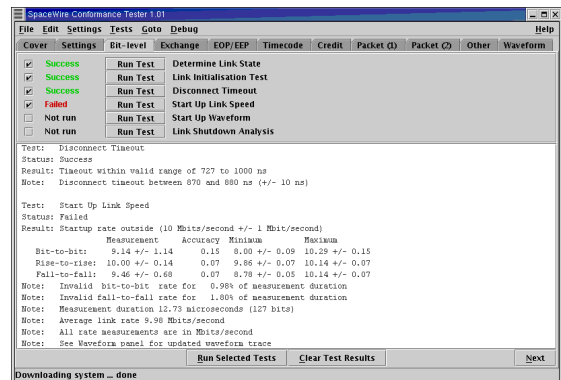 SpaceWire Conformance Tester 1.01
File Edit Settings Tests Goto Debug Help
Cover Settings Bit-level Exchange EOP/EEP Timecode Credit Packet (1) Packet (2) Other Waveform
Success Run Test Determine Link State
Success Run Test Link Initialisation Test
Success Run Test Disconnect Timeout
Failed Run Test Start Up Link Speed
Not run Run Test Start Up Waveform
Not run Run Test Link Shutdown Analysis
Test: Disconnect Timeout
Status: Success
Result: Timeout within valid range of 727 to 1000 ns
Note: Disconnect timeout between 870 and 880 ns (+/- 10 ns)
Test: Start Up Link Speed
Status: Failed
Result: Startup rate outside (10 Mbits/second +/- 1 Mbit/second)
Measurement Accuracy Minimum Maximum
Bit-to-bit: 9.14 +/- 1.14 0.15 8.00 +/- 0.09 10.29 +/- 0.15
Rise-to-rise: 10.00 +/- 0.14 0.07 9.86 +/- 0.07 10.14 +/- 0.07
Fall-to-fall: 9.46 +/- 0.68 0.07 8.78 +/- 0.05 10.14 +/- 0.07
Note: Invalid bit-to-bit rate for 0.98% of measurement duration
Note: Invalid fall-to-fall rate for 1.80% of measurement duration
Note: Measurement duration 12.73 microseconds (127 bits)
Note: Average link rate 9.98 Mbits/second
Note: All rate measurements are in Mbits/second
Note: See Waveform panel for updated waveform trace
Run Selected Tests Clear Test Results Next
Downloading system ... done